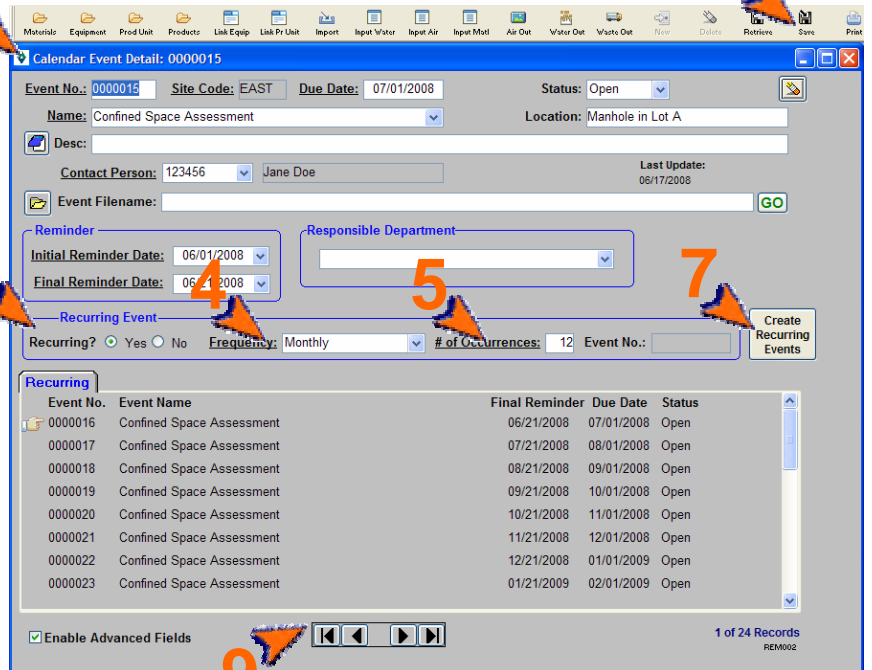 Materials Equipment Prod Unit Products Link Equip Link Pr Unit Import Input Water Input Air Input Matl Air Out Water Out Waste Out New Delete Retrieve Save Print
Calendar Event Detail: 0000015
Event No.: 0000015 Site Code: EAST Due Date: 07/01/2008 Status: Open
Name: Confined Space Assessment Location: Manhole in Lot A
Desc:
Contact Person: 123456 Jane Doe Last Update:
06/17/2008
Event Filename: GO
Reminder Responsible Department
Initial Reminder Date: 06/01/2008
Final Reminder Date: 06/21/2008
4 5 7
Recurring Event
Recurring? Yes No Frequency: Monthly # of Occurrences: 12 Event No.:
Create
Recurring
Events
Recurring
Event No. Event Name Final Reminder Due Date Status
0000016 Confined Space Assessment 06/21/2008 07/01/2008 Open
0000017 Confined Space Assessment 07/21/2008 08/01/2008 Open
0000018 Confined Space Assessment 08/21/2008 09/01/2008 Open
0000019 Confined Space Assessment 09/21/2008 10/01/2008 Open
0000020 Confined Space Assessment 10/21/2008 11/01/2008 Open
0000021 Confined Space Assessment 11/21/2008 12/01/2008 Open
0000022 Confined Space Assessment 12/21/2008 01/01/2009 Open
0000023 Confined Space Assessment 01/21/2009 02/01/2009 Open
Enable Advanced Fields 1 of 24 Records
REM002
9